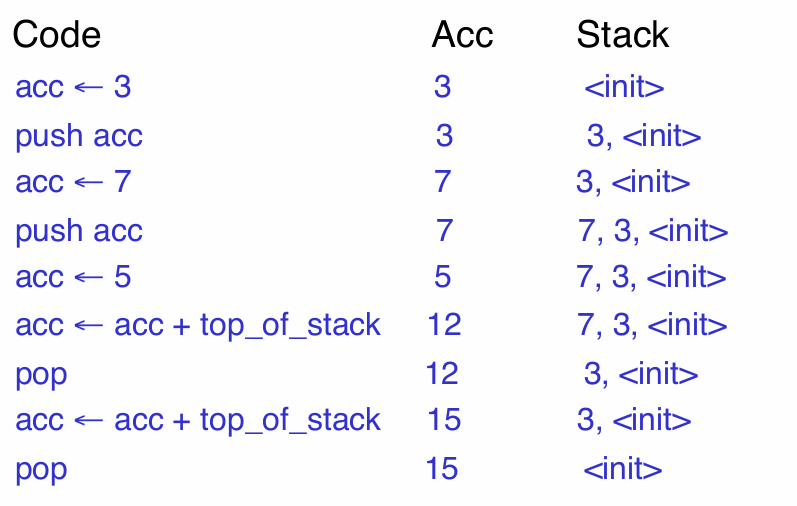 Code Acc Stack
acc ← 3 3 <init>
push acc 3 3, <init>
acc ← 7 7 3, <init>
push acc 7 7, 3, <init>
acc ← 5 5 7, 3, <init>
acc ← acc + top_of_stack 12 7, 3, <init>
pop 12 3, <init>
acc ← acc + top_of_stack 15 3, <init>
pop 15 <init>